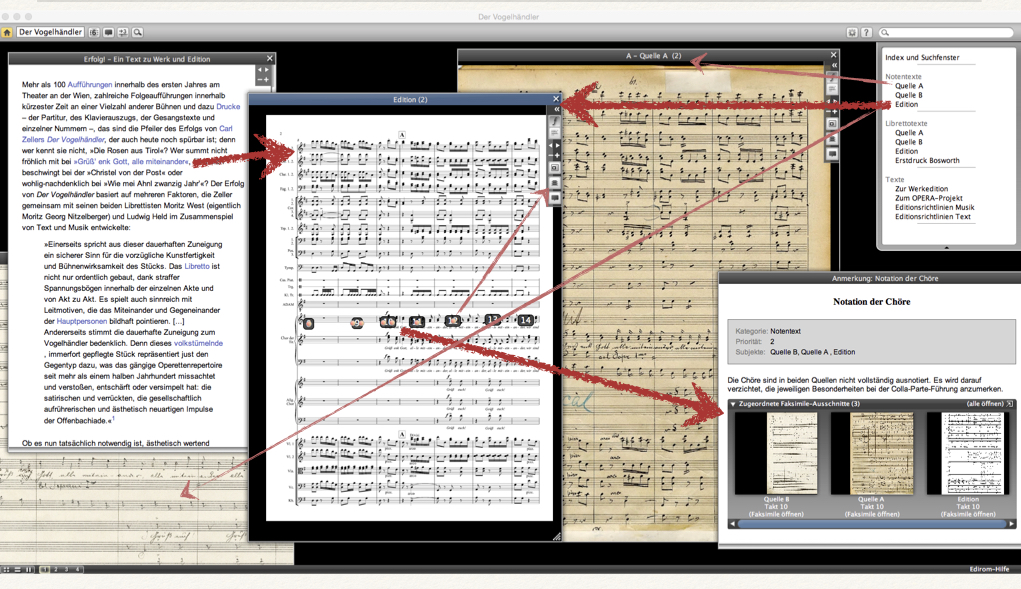 Der Vogelhändler
Der Vogelhändler
Erfolg! – Ein Text zu Werk und Edition
Mehr als 100 Aufführungen innerhalb des ersten Jahres am
Theater an der Wien, zahlreiche Folgeaufführungen innerhalb
kürzester Zeit an einer Vielzahl anderer Bühnen und dazu Drucke
– der Partitur, des Klavierauszugs, der Gesangstexte und
einzelner Nummern –, das sind die Pfeiler des Erfolgs von Carl
Zellers Der Vogelhändler, der auch heute noch spürbar ist; denn
wer kennt sie nicht, »Die Rosen aus Tirol«? Wer summt nicht
fröhlich mit bei »Grüß' enk Gott, alle miteinander«,
beschwingt bei der »Christel von der Post« oder
wohlig-nachdenklich bei »Wie mei Ahnl zwanzig Jahr'«? Der Erfolg
von Der Vogelhändler basiert auf mehreren Faktoren, die Zeller
gemeinsam mit seinen beiden Librettisten Moritz West (eigentlich
Moritz Georg Nitzelberger) und Ludwig Held im Zusammenspiel
von Text und Musik entwickelte:
»Einerseits spricht aus dieser dauerhaften Zuneigung
ein sicherer Sinn für die vorzügliche Kunstfertigkeit
und Bühnenwirksamkeit des Stücks. Das Libretto ist
nicht nur ordentlich gebaut, dank straffer
Spannungsbögen innerhalb der einzelnen Akte und
von Akt zu Akt. Es spielt auch sinnreich mit
Leitmotiven, die das Miteinander und Gegeneinander
der Hauptpersonen bildhaft pointieren. [...]
Andererseits stimmt die dauerhafte Zuneigung zum
Vogelhändler bedenklich. Denn dieses volkstümelnde
, immerfort gepflegte Stück repräsentiert just den
Gegentyp dazu, was das gängige Operettenrepertoire
seit mehr als einem halben Jahrhundert missachtet
und verstoßen, entschärft oder versimpelt hat: die
satirischen und verrückten, die gesellschaftlich
aufrührerischen und ästhetisch neuartigen Impulse
der Offenbachiade.«1
Ob es nun tatsächlich notwendig ist, ästhetisch wertend
Edition (2)
A
8
9
10
11
12
13
14
A
A – Quelle A (2)
Index und Suchfenster
Notentexte
Quelle A
Quelle B
Edition
Librettotexte
Quelle A
Quelle B
Edition
Erstdruck Bosworth
Texte
Zur Werkedition
Zum OPERA-Projekt
Editionsrichtlinien Musik
Editionsrichtlinien Text
Anmerkung: Notation der Chöre
Notation der Chöre
Kategorie: Notentext
Priorität: 2
Subjekte: Quelle B, Quelle A , Edition
Die Chöre sind in beiden Quellen nicht vollständig ausnotiert. Es wird darauf
verzichtet, die jeweiligen Besonderheiten bei der Colla-Parte-Führung anzumerken.
Zugeordnete Faksimile-Ausschnitte (3) (alle öffnen)
Quelle B
Takt 10
(Faksimile öffnen)
Quelle A
Takt 10
(Faksimile öffnen)
Edition
Takt 10
(Faksimile öffnen)
1 2 3 4
Edirom-Hilfe